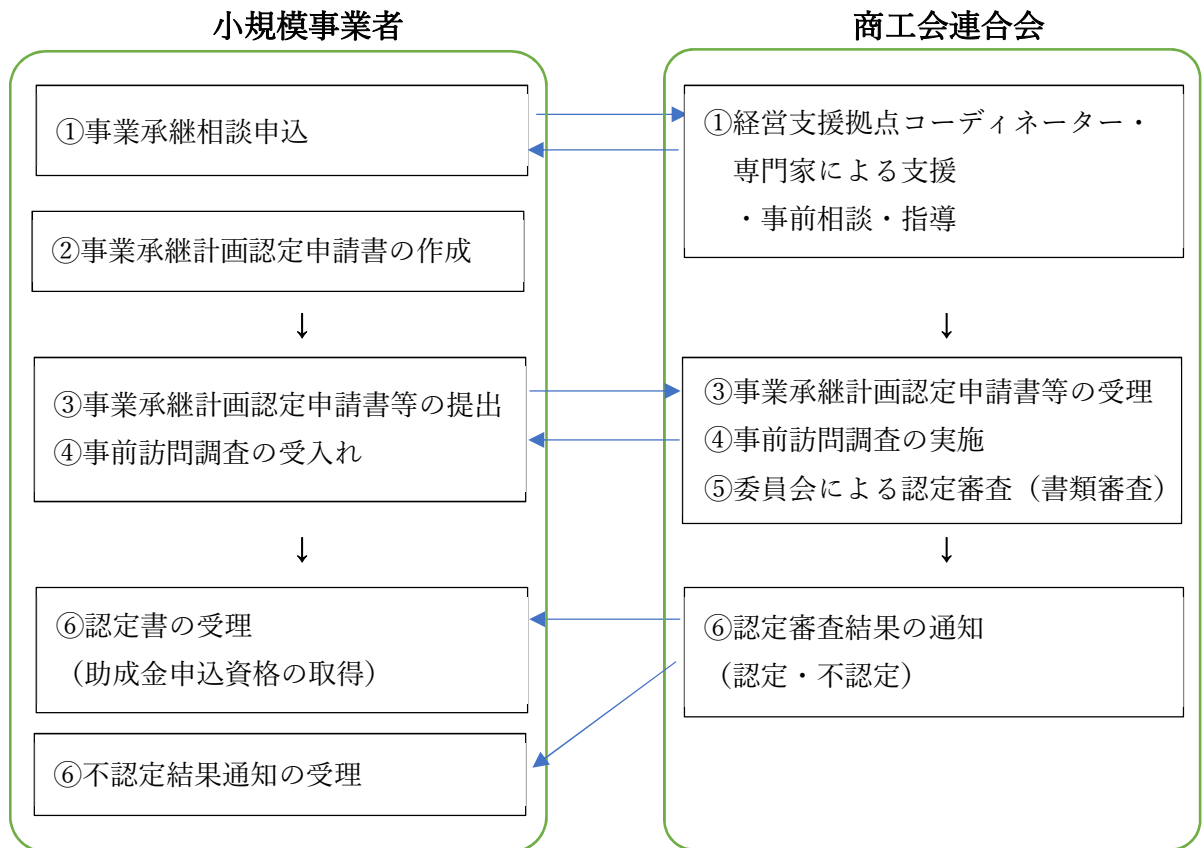 小規模事業者
商工会連合会
①事業承継相談申込
①経営支援拠点コーディネーター・
専門家による支援
・事前相談・指導
②事業承継計画認定申請書の作成
↓
↓
③事業承継計画認定申請書等の提出
④事前訪問調査の受入れ
③事業承継計画認定申請書等の受理
④事前訪問調査の実施
⑤委員会による認定審査（書類審査）
↓
↓
⑥認定書の受理
（助成金申込資格の取得）
⑥認定審査結果の通知
（認定・不認定）
⑥不認定結果通知の受理